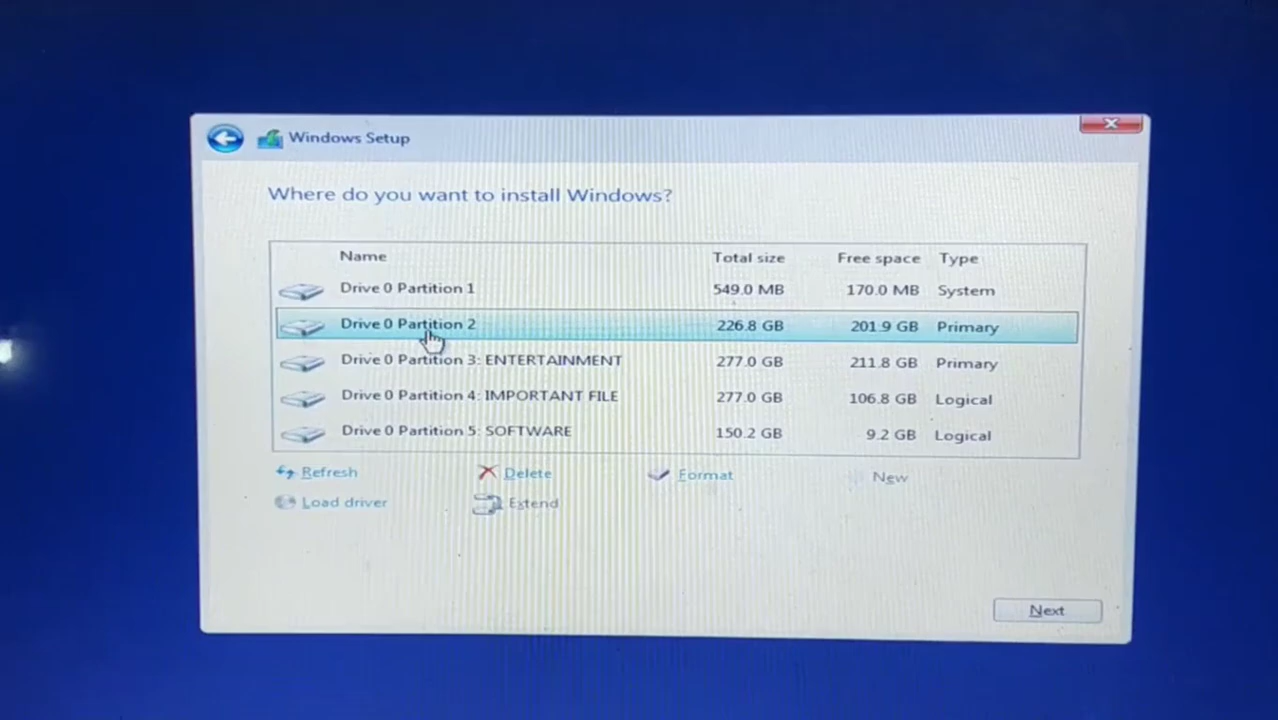 Windows Setup
Where do you want to install Windows?
Name Total size Free space Type
Drive 0 Partition 1 549.0 MB 170.0 MB System
Drive 0 Partition 2 226.8 GB 201.9 GB Primary
Drive 0 Partition 3: ENTERTAINMENT 277.0 GB 211.8 GB Primary
Drive 0 Partition 4: IMPORTANT FILE 277.0 GB 106.8 GB Logical
Drive 0 Partition 5: SOFTWARE 150.2 GB 9.2 GB Logical
Refresh Delete Format New
Load driver Extend
Next